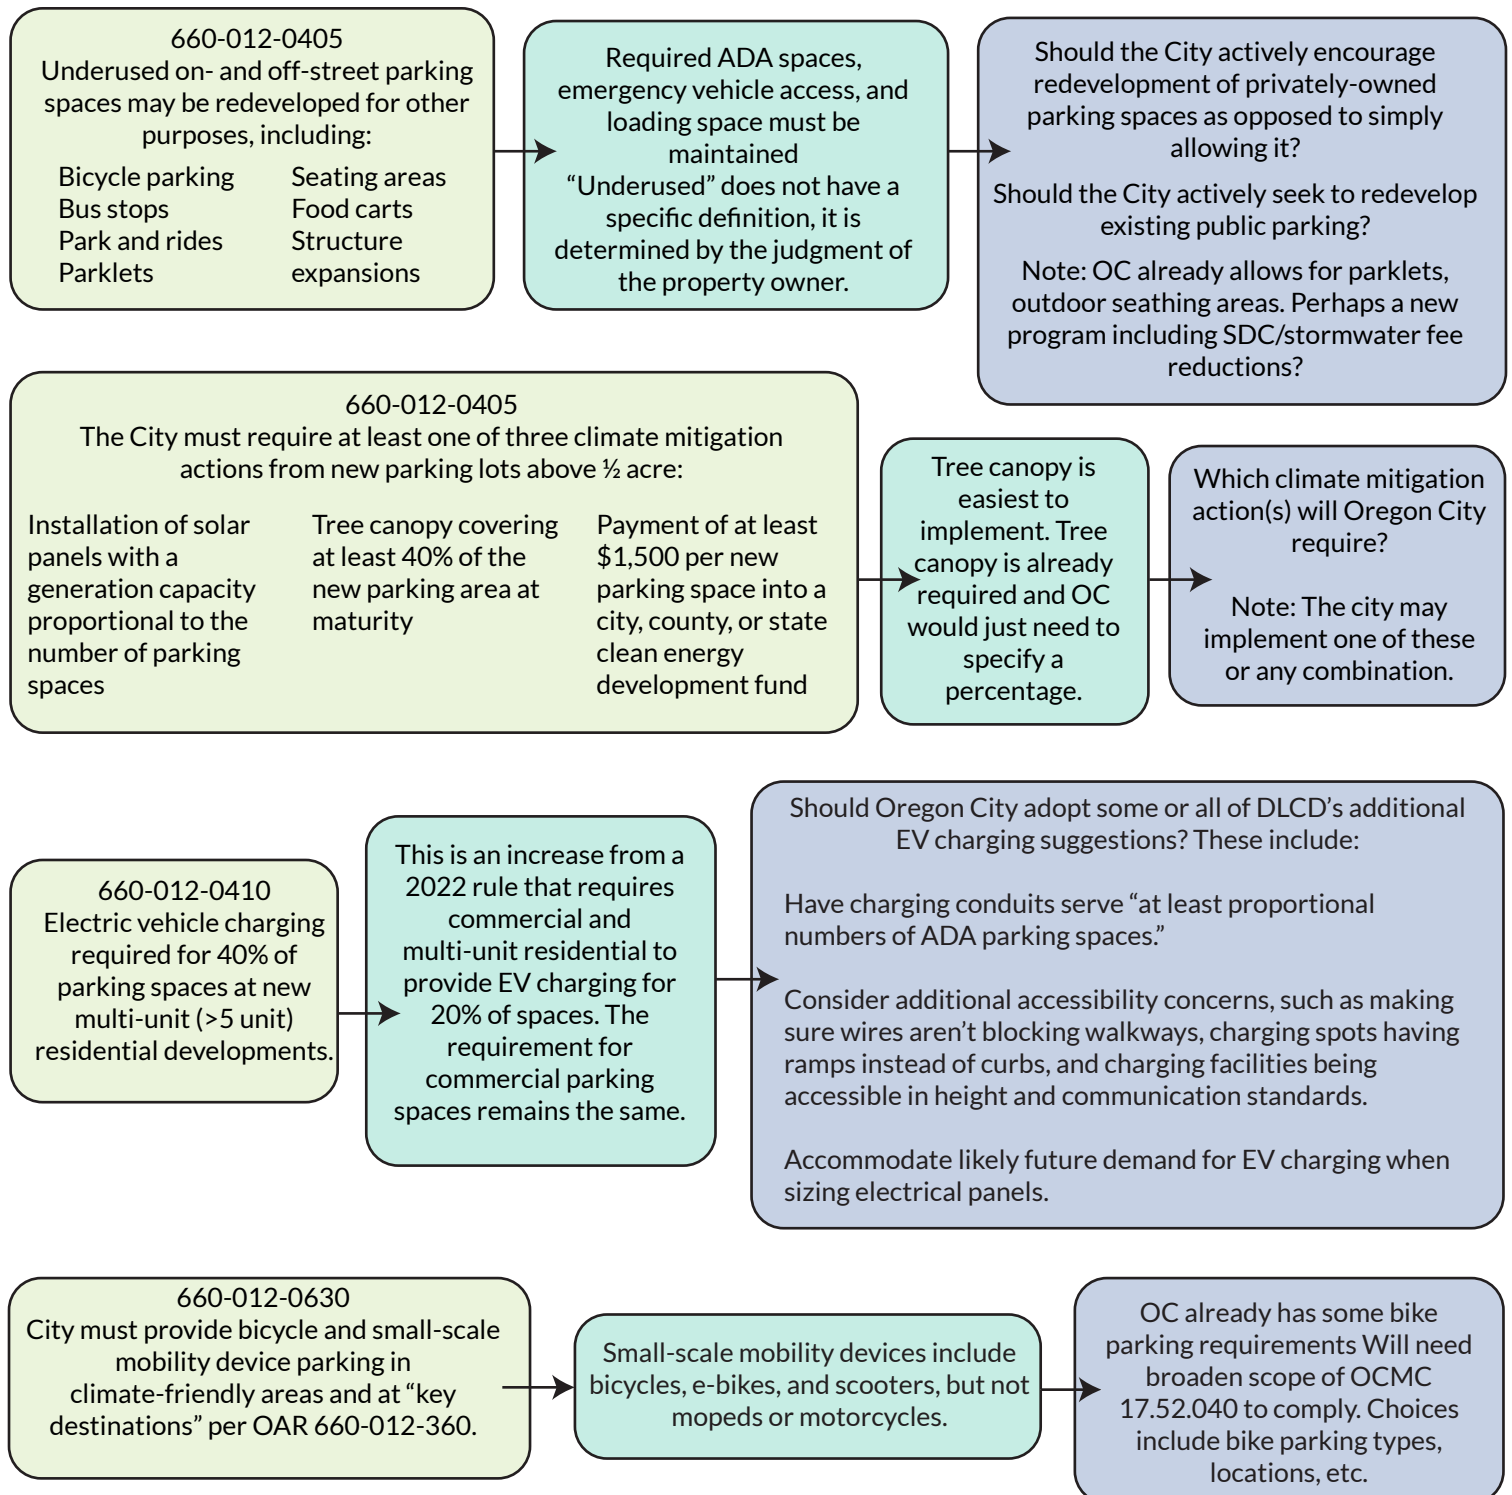 660-012-0405
Underused on- and off-street parking
spaces may be redeveloped for other
purposes, including:
Bicycle parking
Bus stops
Park and rides
Parklets
Seating areas
Food carts
Structure
expansions
Required ADA spaces,
emergency vehicle access, and
loading space must be
maintained
“Underused” does not have a
specific definition, it is
determined by the judgment of
the property owner.
Should the City actively encourage
redevelopment of privately-owned
parking spaces as opposed to simply
allowing it?
Should the City actively seek to redevelop
existing public parking?
Note: OC already allows for parklets,
outdoor seathing areas. Perhaps a new
program including SDC/stormwater fee
reductions?
660-012-0405
The City must require at least one of three climate mitigation
actions from new parking lots above ½ acre:
Installation of solar
panels with a
generation capacity
proportional to the
number of parking
spaces
Tree canopy covering
at least 40% of the
new parking area at
maturity
Payment of at least
$1,500 per new
parking space into a
city, county, or state
clean energy
development fund
Tree canopy is
easiest to
implement. Tree
canopy is already
required and OC
would just need to
specify a
percentage.
Which climate mitigation
action(s) will Oregon City
require?
Note: The city may
implement one of these
or any combination.
660-012-0410
Electric vehicle charging
required for 40% of
parking spaces at new
multi-unit (>5 unit)
residential developments.
This is an increase from a
2022 rule that requires
commercial and
multi-unit residential to
provide EV charging for
20% of spaces. The
requirement for
commercial parking
spaces remains the same.
Should Oregon City adopt some or all of DLCD’s additional
EV charging suggestions? These include:
Have charging conduits serve “at least proportional
numbers of ADA parking spaces.”
Consider additional accessibility concerns, such as making
sure wires aren’t blocking walkways, charging spots having
ramps instead of curbs, and charging facilities being
accessible in height and communication standards.
Accommodate likely future demand for EV charging when
sizing electrical panels.
660-012-0630
City must provide bicycle and small-scale
mobility device parking in
climate-friendly areas and at “key
destinations” per OAR 660-012-360.
Small-scale mobility devices include
bicycles, e-bikes, and scooters, but not
mopeds or motorcycles.
OC already has some bike
parking requirements Will need
broaden scope of OCMC
17.52.040 to comply. Choices
include bike parking types,
locations, etc.